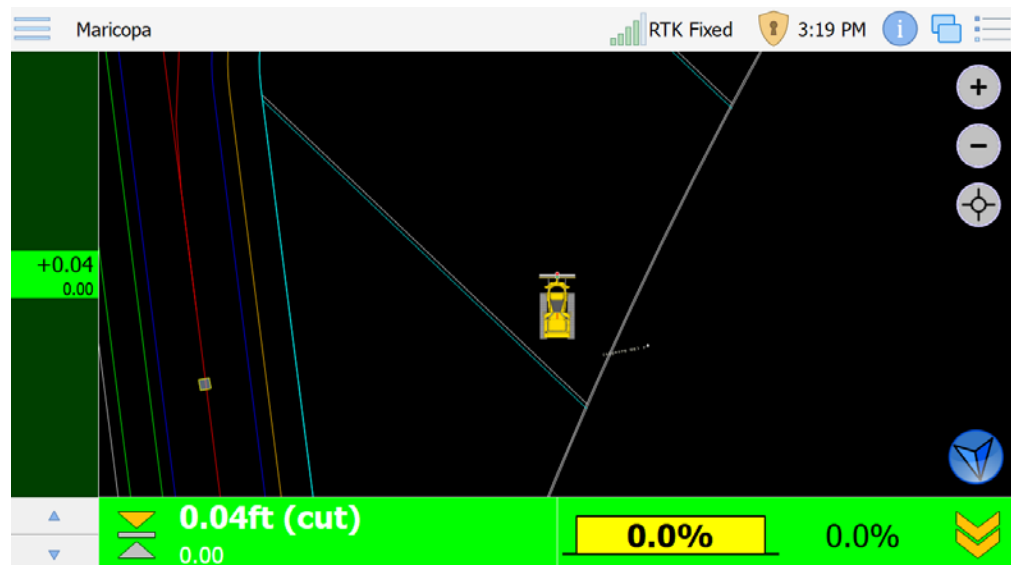 Maricopa
RTK Fixed
3:19 PM
i
+
−
+0.04
0.00
0.04ft (cut)
0.00
0.0%
0.0%